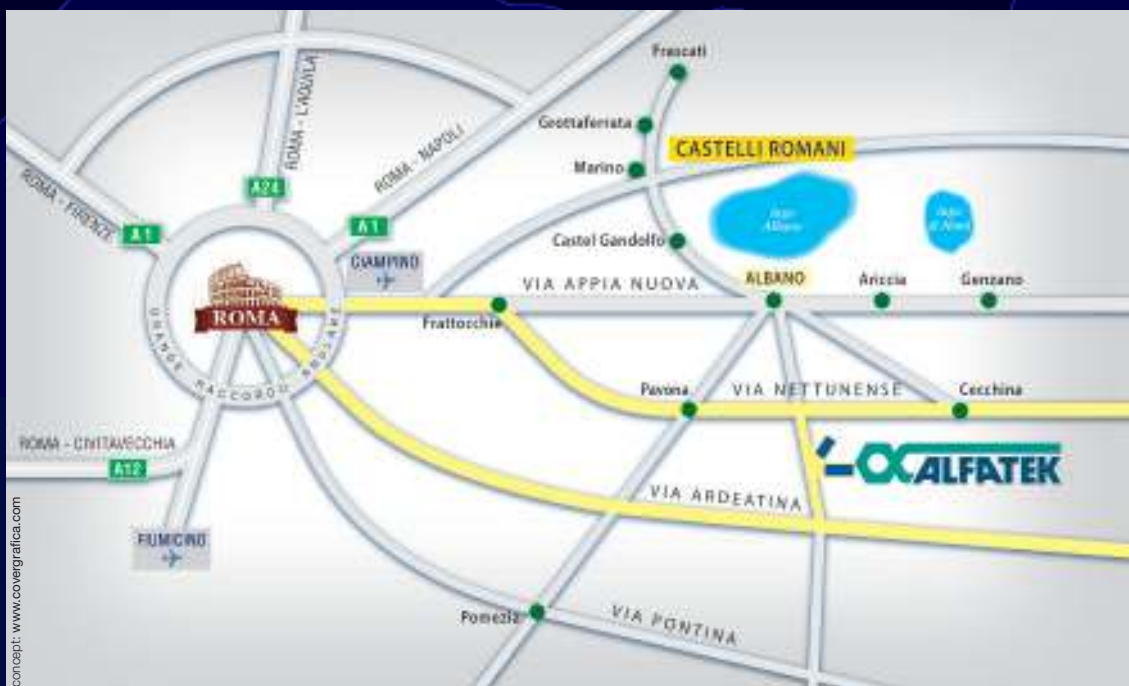 Frascati
ROMA - L'AQUILA
Grottaferrata
ROMA - NAPOLI
CASTELLI ROMANI
Marino
A24
ROMA - FIRENZE
A1
A1
lago
Albano
Castel Gandolfo
CIAMPINO
VIA APPIA NUOVA
ALBANO
Ariccia
Genzano
ROMA
Frattocchie
GRANDE RACCORDO ANULARE
Pavona
VIA NETTUNENSE
Cecchina
ROMA - CIVITAVECCHIA
A12
ALFATEK
VIA ARDEATINA
FIUMICINO
Pomezia
VIA PONTINA
concept: www.covergrafica.com